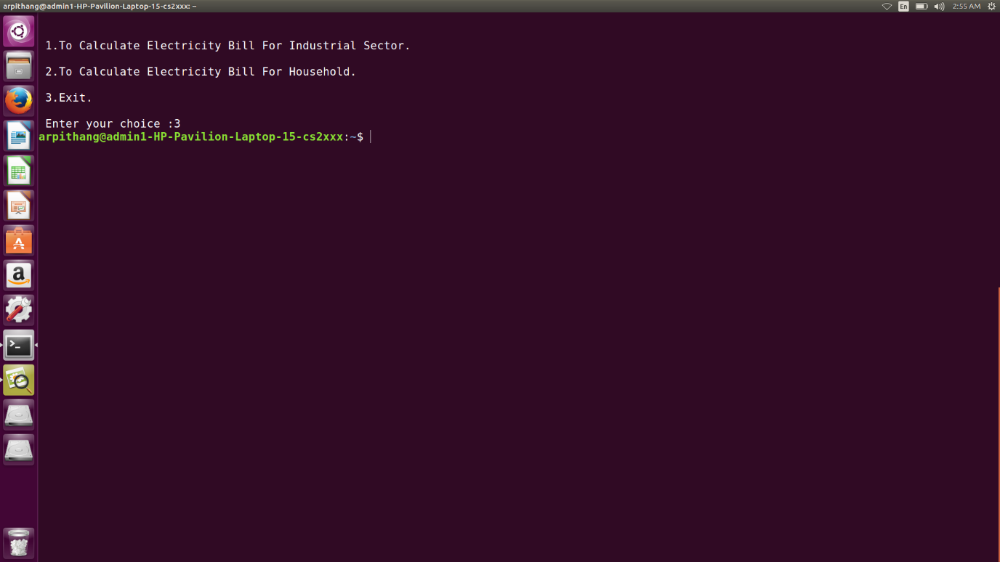 arpithang@admin1-HP-Pavilion-Laptop-15-cs2xxx: ~
En
2:55 AM
1.To Calculate Electricity Bill For Industrial Sector.
2.To Calculate Electricity Bill For Household.
3.Exit.
Enter your choice :3
arpithang@admin1-HP-Pavilion-Laptop-15-cs2xxx:~$